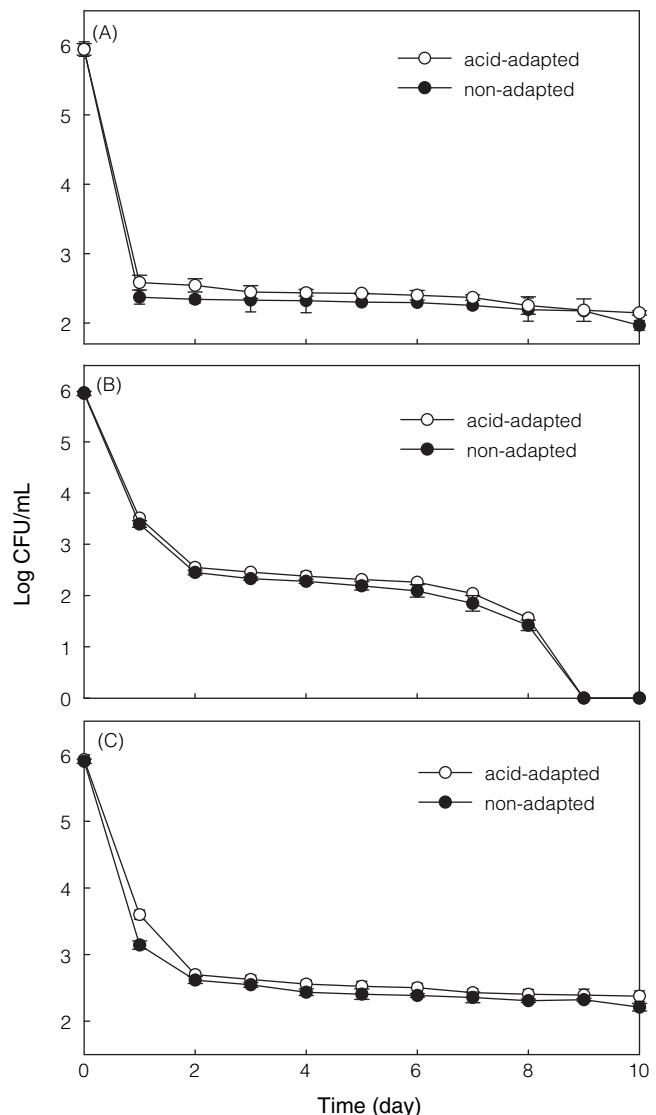 (A)
acid-adapted
non-adapted
6
5
4
3
2
(B)
acid-adapted
non-adapted
6
5
4
3
2
1
0
Log CFU/mL
(C)
acid-adapted
non-adapted
6
5
4
3
2
0 2 4 6 8 10
Time (day)